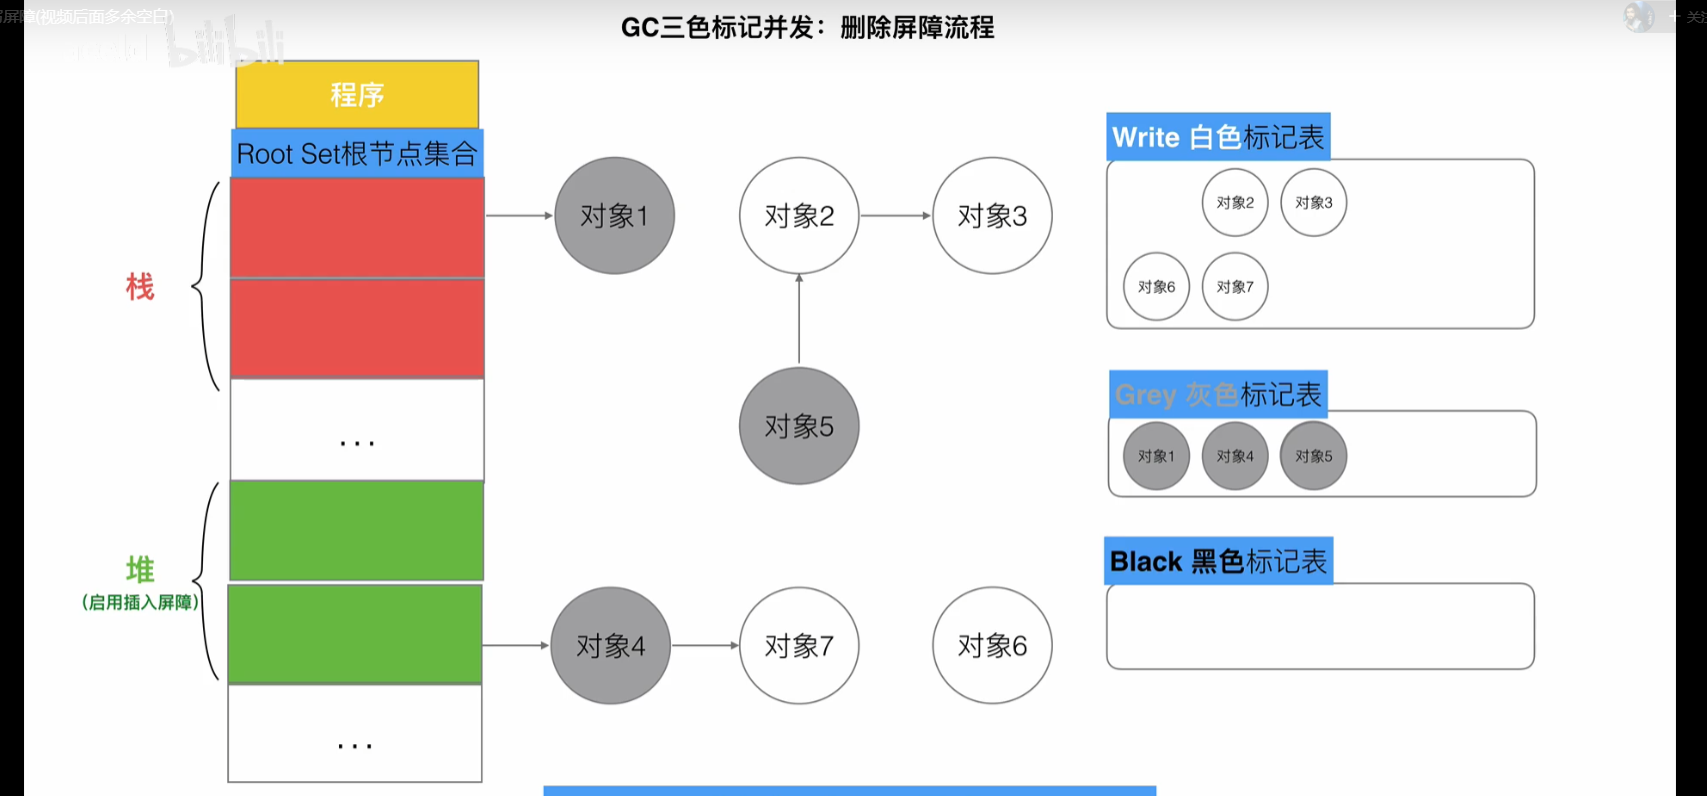 屏障(视频后面多余空白)
bilibili
关注
GC三色标记并发：删除屏障流程
程序
Root Set根节点集合
栈
...
堆
(启用插入屏障)
...
对象1
对象2
对象3
对象5
对象4
对象7
对象6
Write 白色标记表
对象2
对象3
对象6
对象7
Grey 灰色标记表
对象1
对象4
对象5
Black 黑色标记表